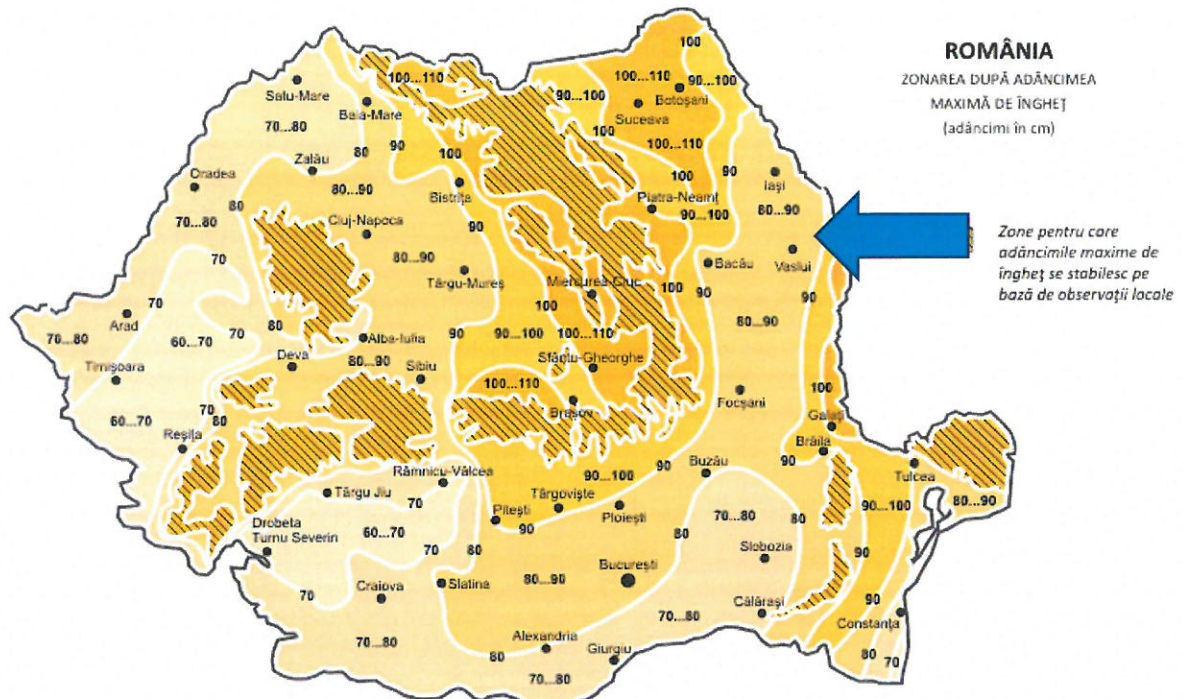 ROMÂNIA
ZONAREA DUPĂ ADÂNCIMEA
MAXIMĂ DE ÎNGHEȚ
(adâncimi în cm)
Zone pentru care
adâncimile maxime de
îngheț se stabilesc pe
bază de observații locale
100
100...110
100...110
90...100
Satu-Mare
Baia-Mare
90...100
Botoșani
Suceava
70...80
80
90
100
100
100...110
Zalău
80...90
100
90
Iași
Oradea
80
Bistrița
Piatra-Neamț
80...90
70...80
Cluj-Napoca
90
90...100
70
80...90
Bacău
Vaslui
Târgu-Mureș
90
Miercurea-Ciuc
100
90
70
100
80...90
Arad
70
80
90
90...100
100...110
70...80
60...70
Alba-Iulia
Deva
80...90
Sfântu-Gheorghe
Timișoara
Sibiu
100...110
100
Focșani
Brașov
60...70
70
80
Galați
Reșița
Brăila
90
90
Râmnicu-Vâlcea
90...100
Buzău
Tulcea
Târgu Jiu
70
Târgoviște
80...90
Pitești
90
Ploiești
70...80
80
90...100
Drobeta
Turnu Severin
60...70
70
80
80
90
Slobozia
București
70
Craiova
Slatina
80...90
Călărași
90
Constanța
70...80
Alexandria
70...80
80
Giurgiu
80
70
70...80